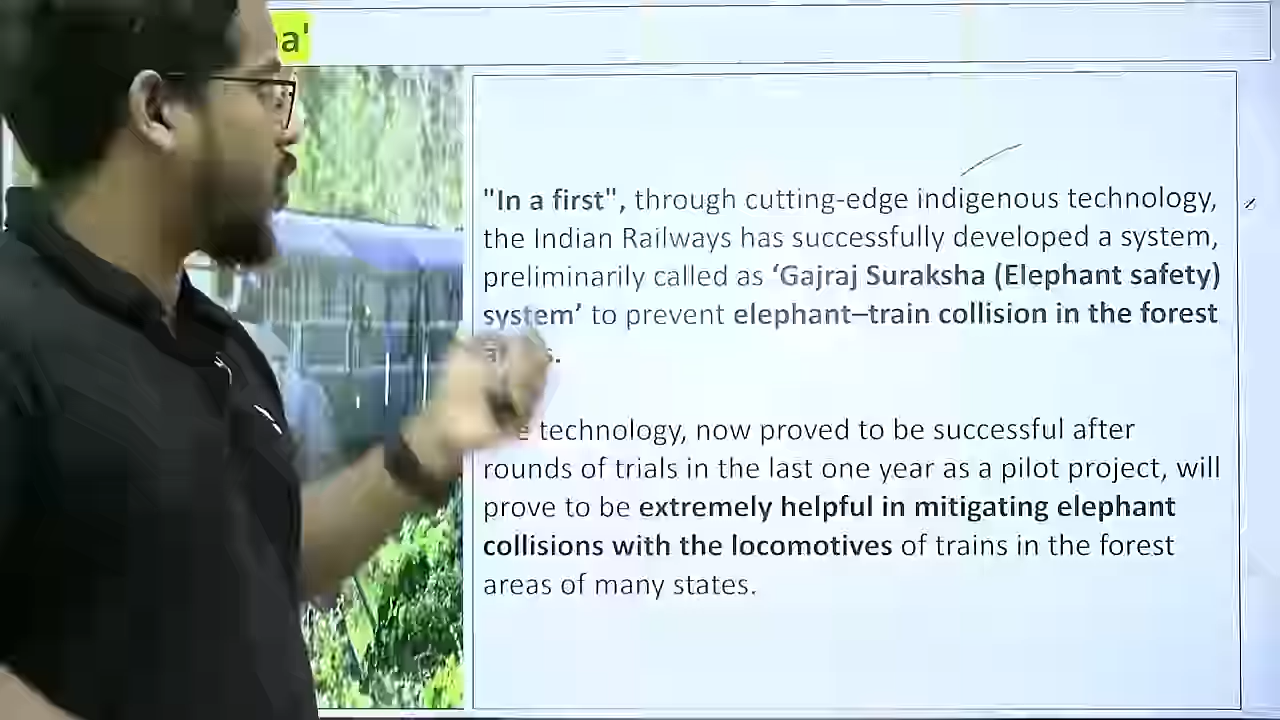 a'
"In a first", through cutting-edge indigenous technology,
the Indian Railways has successfully developed a system,
preliminarily called as ‘Gajraj Suraksha (Elephant safety)
system’ to prevent elephant–train collision in the forest
technology, now proved to be successful after
rounds of trials in the last one year as a pilot project, will
prove to be extremely helpful in mitigating elephant
collisions with the locomotives of trains in the forest
areas of many states.